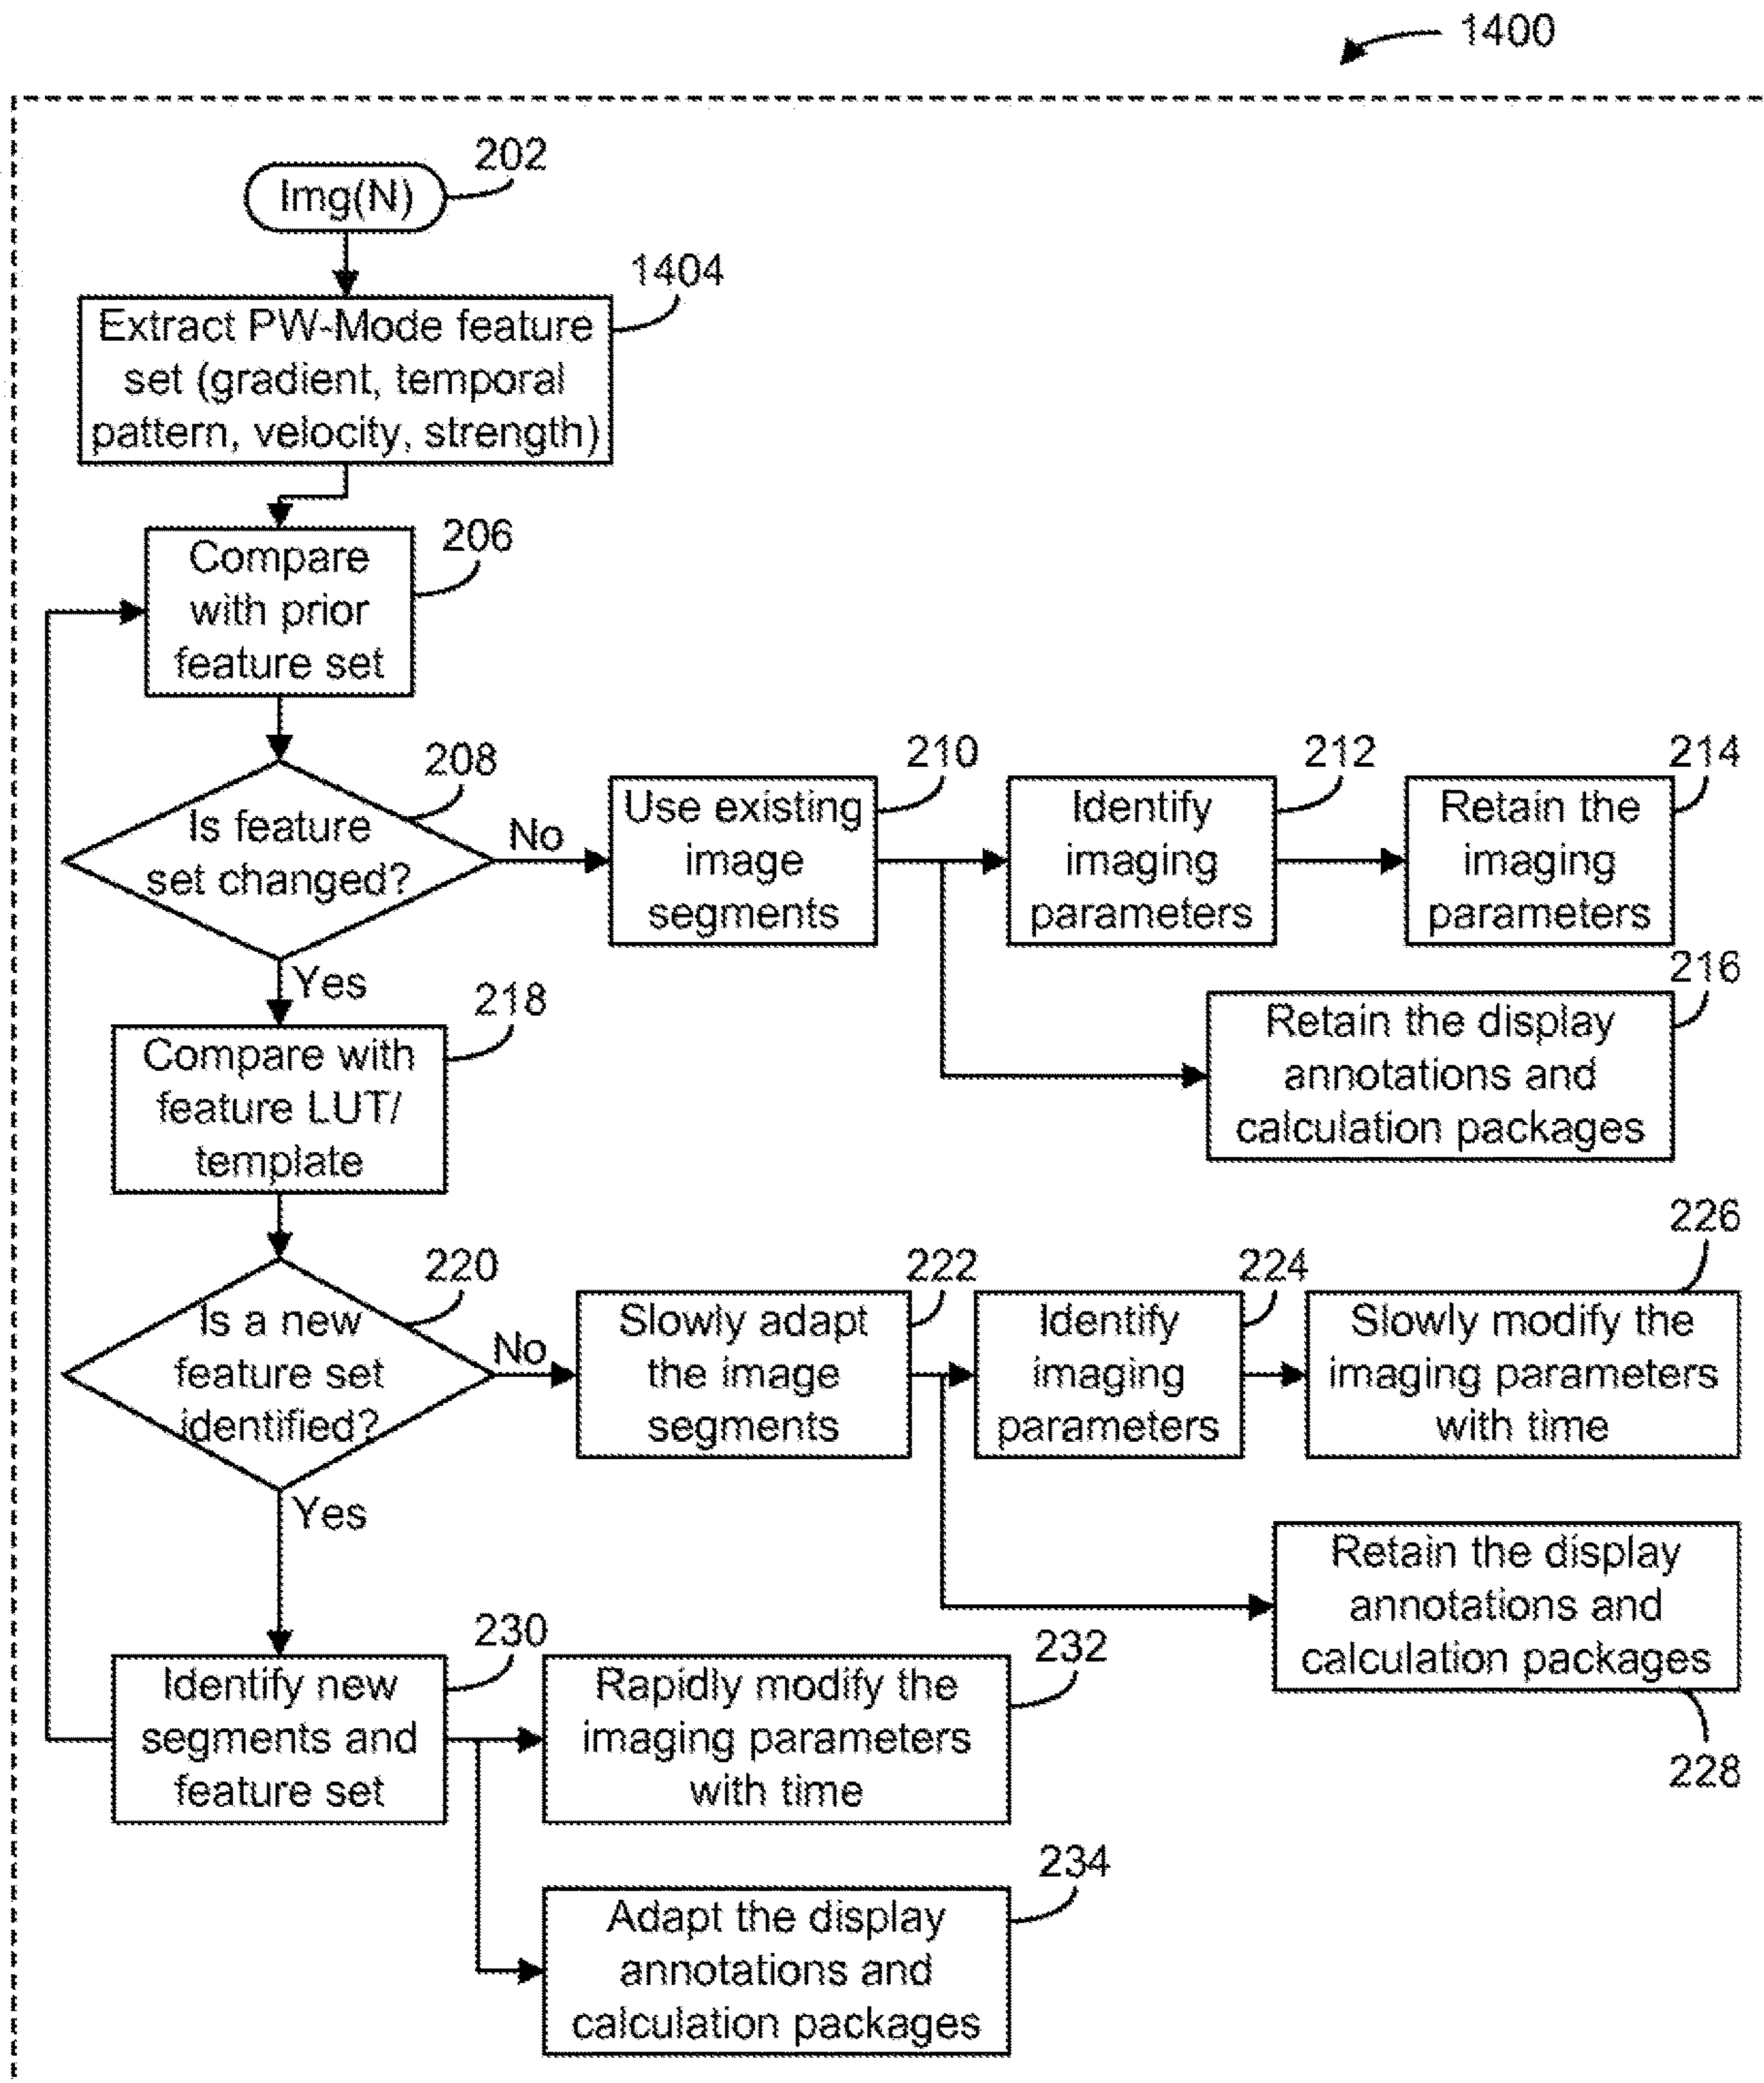 1400
202
Img(N)
1404
Extract PW-Mode feature
set (gradient, temporal
pattern, velocity, strength)
206
Compare
with prior
feature set
208
Is feature
set changed?
No
210
Use existing
image
segments
212
Identify
imaging
parameters
214
Retain the
imaging
parameters
216
Retain the display
annotations and
calculation packages
Yes
218
Compare with
feature LUT/
template
220
Is a new
feature set
identified?
No
222
Slowly adapt
the image
segments
224
Identify
imaging
parameters
226
Slowly modify the
imaging parameters
with time
Retain the display
annotations and
calculation packages
228
Yes
230
Identify new
segments and
feature set
232
Rapidly modify the
imaging parameters
with time
234
Adapt the display
annotations and
calculation packages